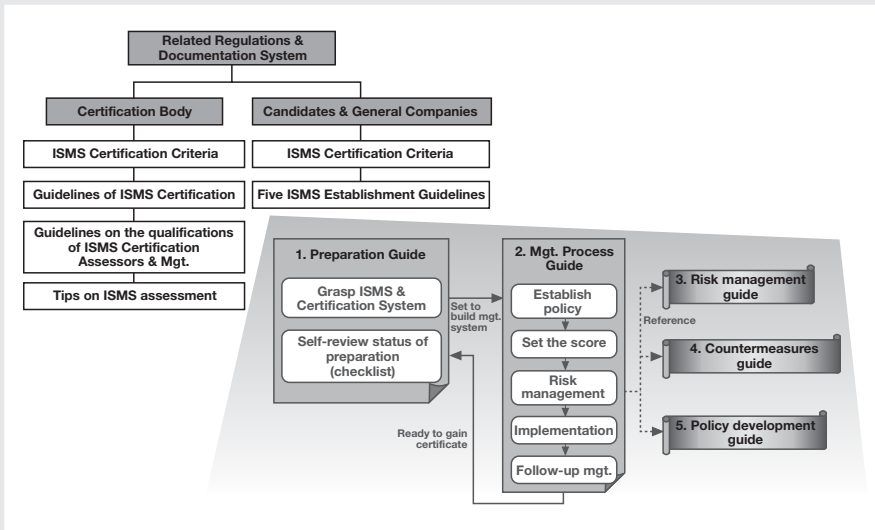 Related Regulations &
Documentation System
Certification Body
Candidates & General Companies
ISMS Certification Criteria
ISMS Certification Criteria
Guidelines of ISMS Certification
Five ISMS Establishment Guidelines
Guidelines on the qualifications
of ISMS Certification
Assessors & Mgt.
Tips on ISMS assessment
1. Preparation Guide
Grasp ISMS &
Certification System
Self-review status of
preparation
(checklist)
Set to
build mgt.
system
Ready to gain
certificate
2. Mgt. Process
Guide
Establish
policy
Set the score
Risk
management
Implementation
Follow-up mgt.
Reference
3. Risk management
guide
4. Countermeasures
guide
5. Policy development
guide